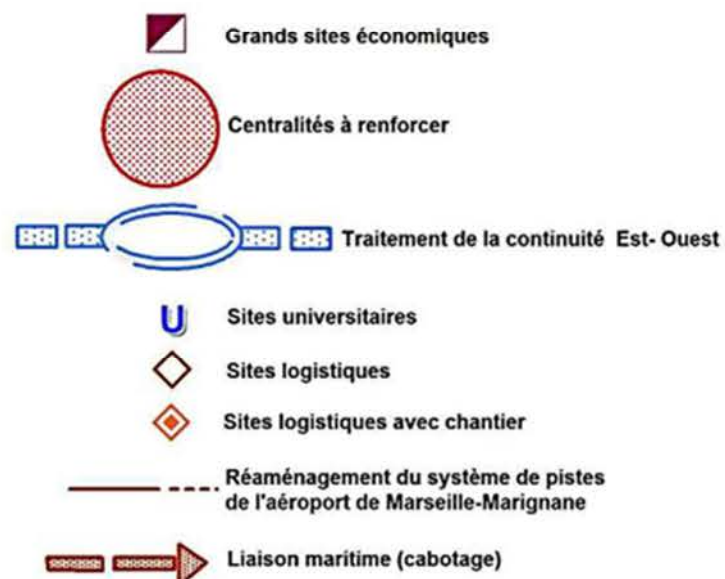 Grands sites économiques
Centralités à renforcer
Traitement de la continuité Est- Ouest
U
Sites universitaires
Sites logistiques
Sites logistiques avec chantier
Réaménagement du système de pistes
de l'aéroport de Marseille-Marignane
Liaison maritime (cabotage)